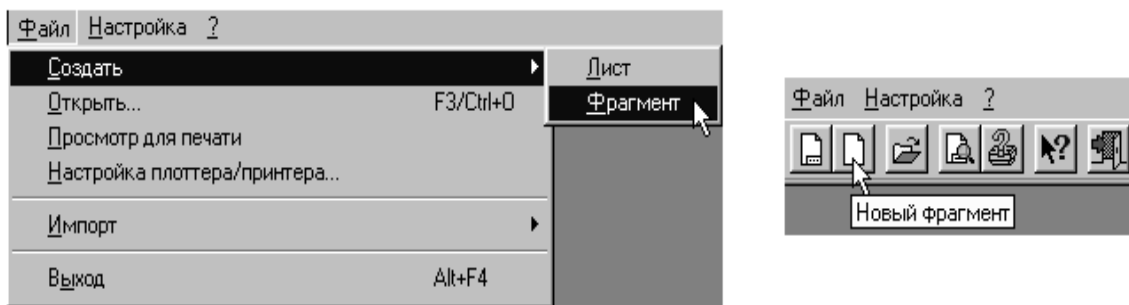 Файл Настройка ?
Создать
Лист
Открыть... F3/Ctrl+O
Фрагмент
Просмотр для печати
Настройка плоттера/принтера...
Импорт
Выход Alt+F4
Файл Настройка ?
Новый фрагмент